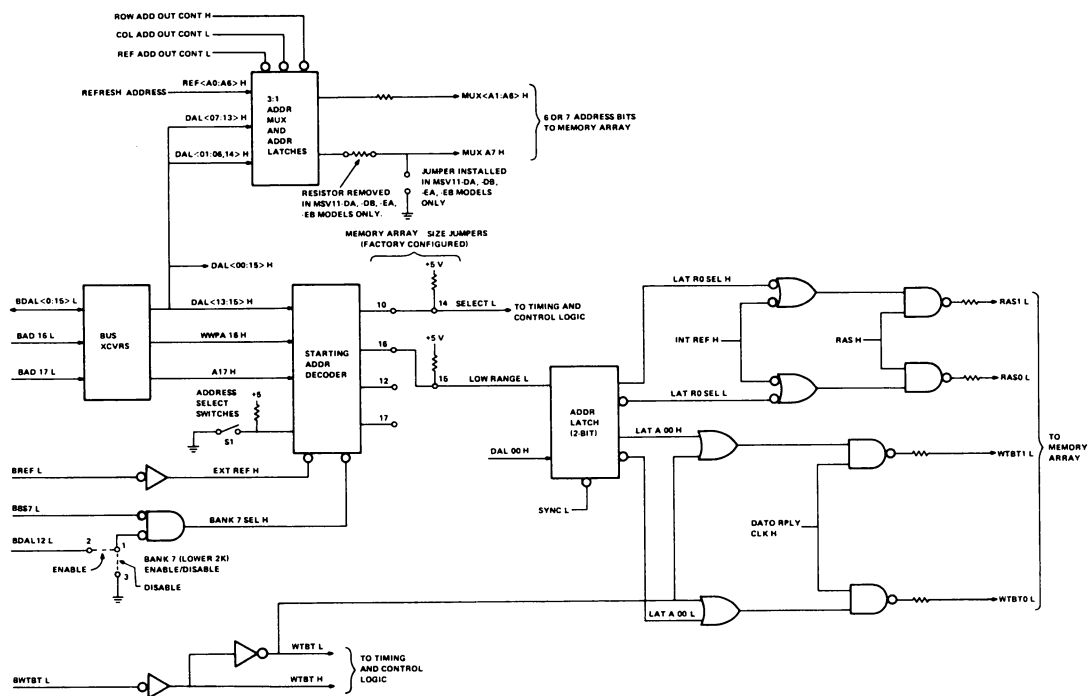 ROW ADD OUT CONT H
COL ADD OUT CONT L
REF ADD OUT CONT L
REFRESH ADDRESS
REF<A0:A6> H
DAL<07:13> H
DAL<01:06,14> H
3:1
ADDR
MUX
AND
ADDR
LATCHES
MUX<A1:A6> H
MUX A7 H
6 OR 7 ADDRESS BITS
TO MEMORY ARRAY
JUMPER INSTALLED
IN MSV11-DA, -DB,
-EA, -EB MODELS
ONLY
RESISTOR REMOVED
IN MSV11-DA, -DB, -EA,
-EB MODELS ONLY.
MEMORY ARRAY SIZE JUMPERS
(FACTORY CONFIGURED)
DAL<00:15> H
BDAL<0:15> L
BAD 16 L
BAD 17 L
BUS
XCVRS
DAL<13:15> H
WWPA 16 H
A17 H
ADDRESS
SELECT
SWITCHES
+5
S1
STARTING
ADDR
DECODER
10
16
12
17
+5 V
14
SELECT L
TO TIMING AND
CONTROL LOGIC
+5 V
15
LOW RANGE L
BREF L
EXT REF H
BBS7 L
BANK 7 SEL H
BDAL12 L
2
1
3
ENABLE
BANK 7 (LOWER 2K)
ENABLE/DISABLE
DISABLE
BWTBT L
WTBT L
WTBT H
TO TIMING
AND CONTROL
LOGIC
DAL 00 H
ADDR
LATCH
(2-BIT)
SYNC L
LAT R0 SEL H
LAT R0 SEL L
INT REF H
RAS H
RAS1 L
RAS0 L
LAT A 00 H
LAT A 00 L
DATO RPLY
CLK H
WTBT1 L
WTBT0 L
TO
MEMORY
ARRAY